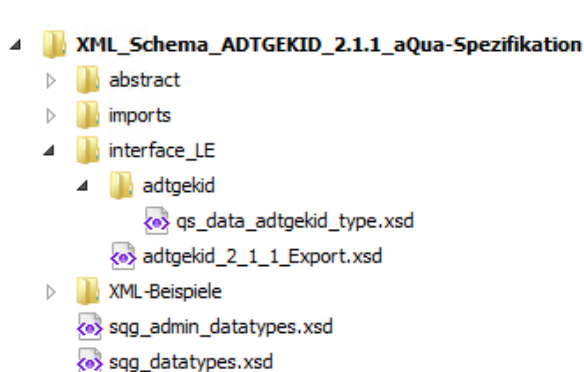 XML_Schema_ADTGEKID_2.1.1_aQua-Spezifikation
abstract
imports
interface_LE
adtgekid
qs_data_adtgekid_type.xsd
adtgekid_2_1_1_Export.xsd
XML-Beispiele
sqg_admin_datatypes.xsd
sqg_datatypes.xsd